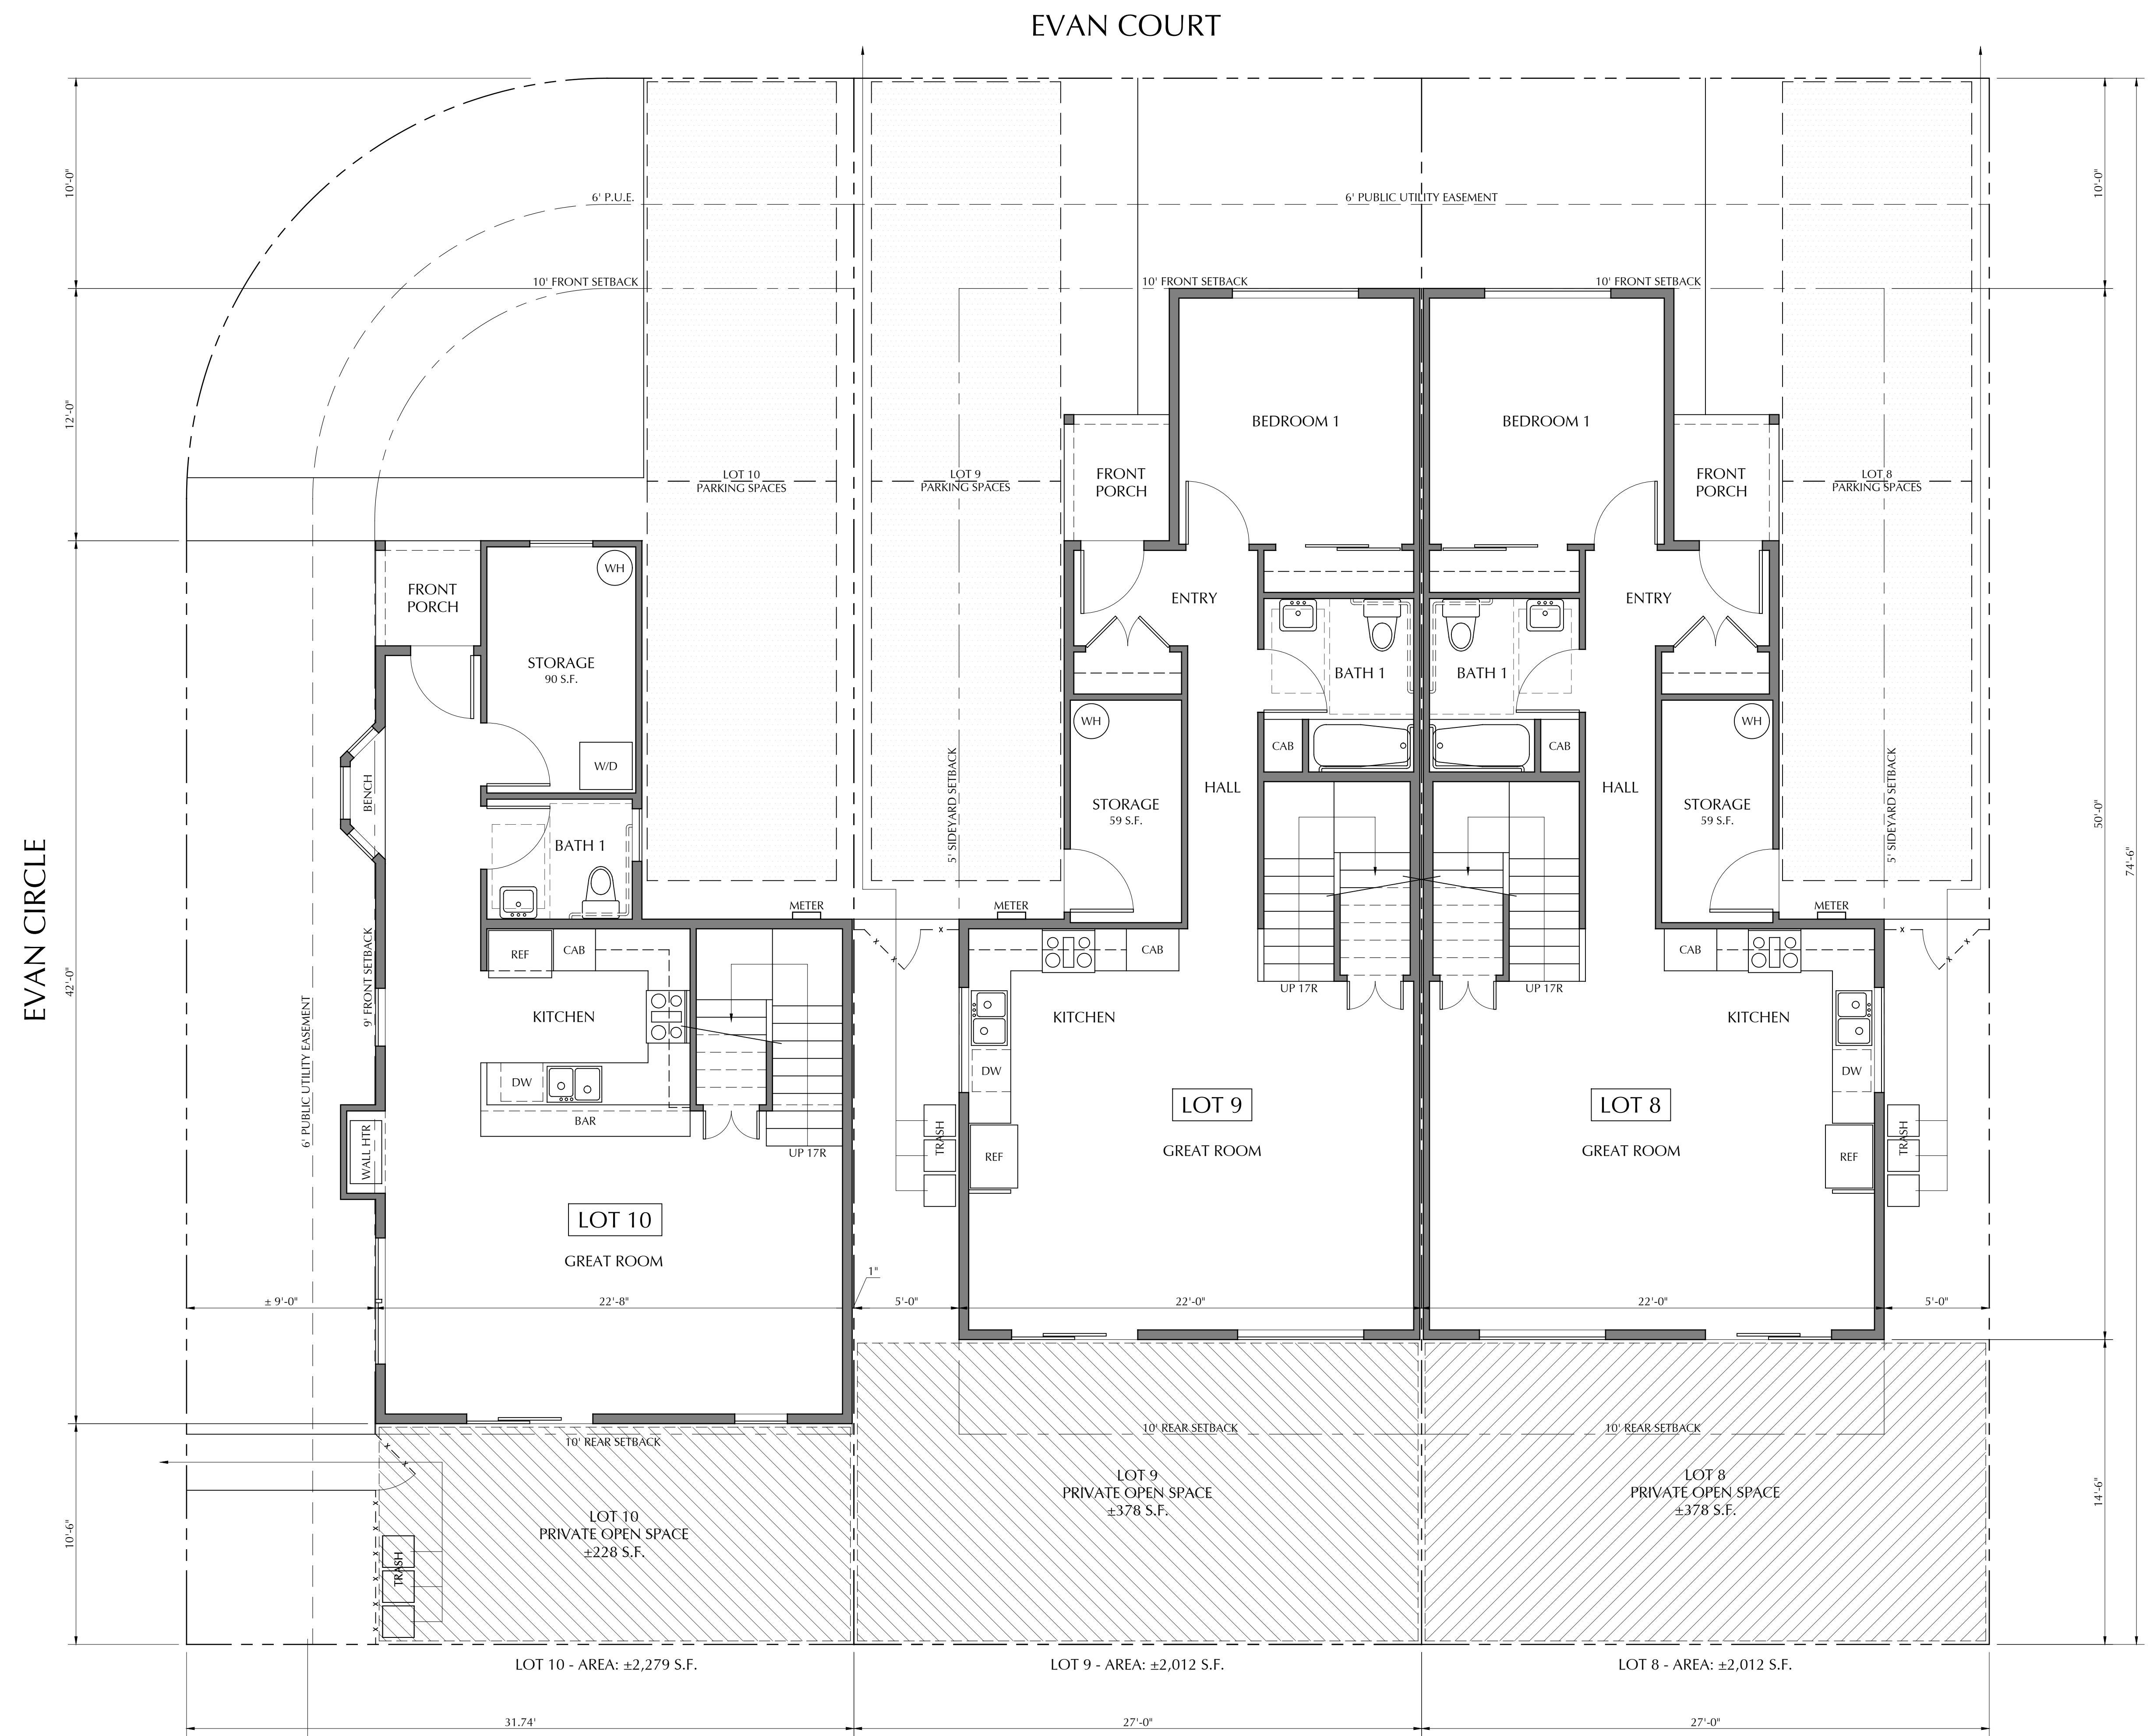 EVAN COURT
10'-0"
10'-0"
6' P.U.E.
6' PUBLIC UTILITY EASEMENT
10' FRONT SETBACK
10' FRONT SETBACK
10' FRONT SETBACK
12'-0"
BEDROOM 1
BEDROOM 1
FRONT
PORCH
FRONT
PORCH
LOT 10
PARKING SPACES
LOT 9
PARKING SPACES
LOT 8
PARKING SPACES
WH
FRONT
PORCH
ENTRY
ENTRY
STORAGE
90 S.F.
BATH 1
BATH 1
WH
WH
CAB
CAB
W/D
BENCH
HALL
HALL
5' SIDEYARD SETBACK
5' SIDEYARD SETBACK
STORAGE
59 S.F.
STORAGE
59 S.F.
50'-0"
74'-6"
BATH 1
METER
METER
METER
EVAN CIRCLE
42'-0"
9' FRONT SETBACK
6' PUBLIC UTILITY EASEMENT
REF
CAB
CAB
CAB
UP 17R
UP 17R
KITCHEN
KITCHEN
KITCHEN
DW
DW
DW
BAR
LOT 9
LOT 8
TRASH
TRASH
WALL HTR
UP 17R
GREAT ROOM
GREAT ROOM
REF
REF
LOT 10
GREAT ROOM
1"
± 9'-0"
22'-8"
5'-0"
22'-0"
22'-0"
5'-0"
10' REAR SETBACK
10' REAR SETBACK
10' REAR SETBACK
LOT 9
PRIVATE OPEN SPACE
±378 S.F.
LOT 8
PRIVATE OPEN SPACE
±378 S.F.
14'-6"
LOT 10
PRIVATE OPEN SPACE
±228 S.F.
10'-6"
TRASH
LOT 10 - AREA: ±2,279 S.F.
LOT 9 - AREA: ±2,012 S.F.
LOT 8 - AREA: ±2,012 S.F.
31.74'
27'-0"
27'-0"